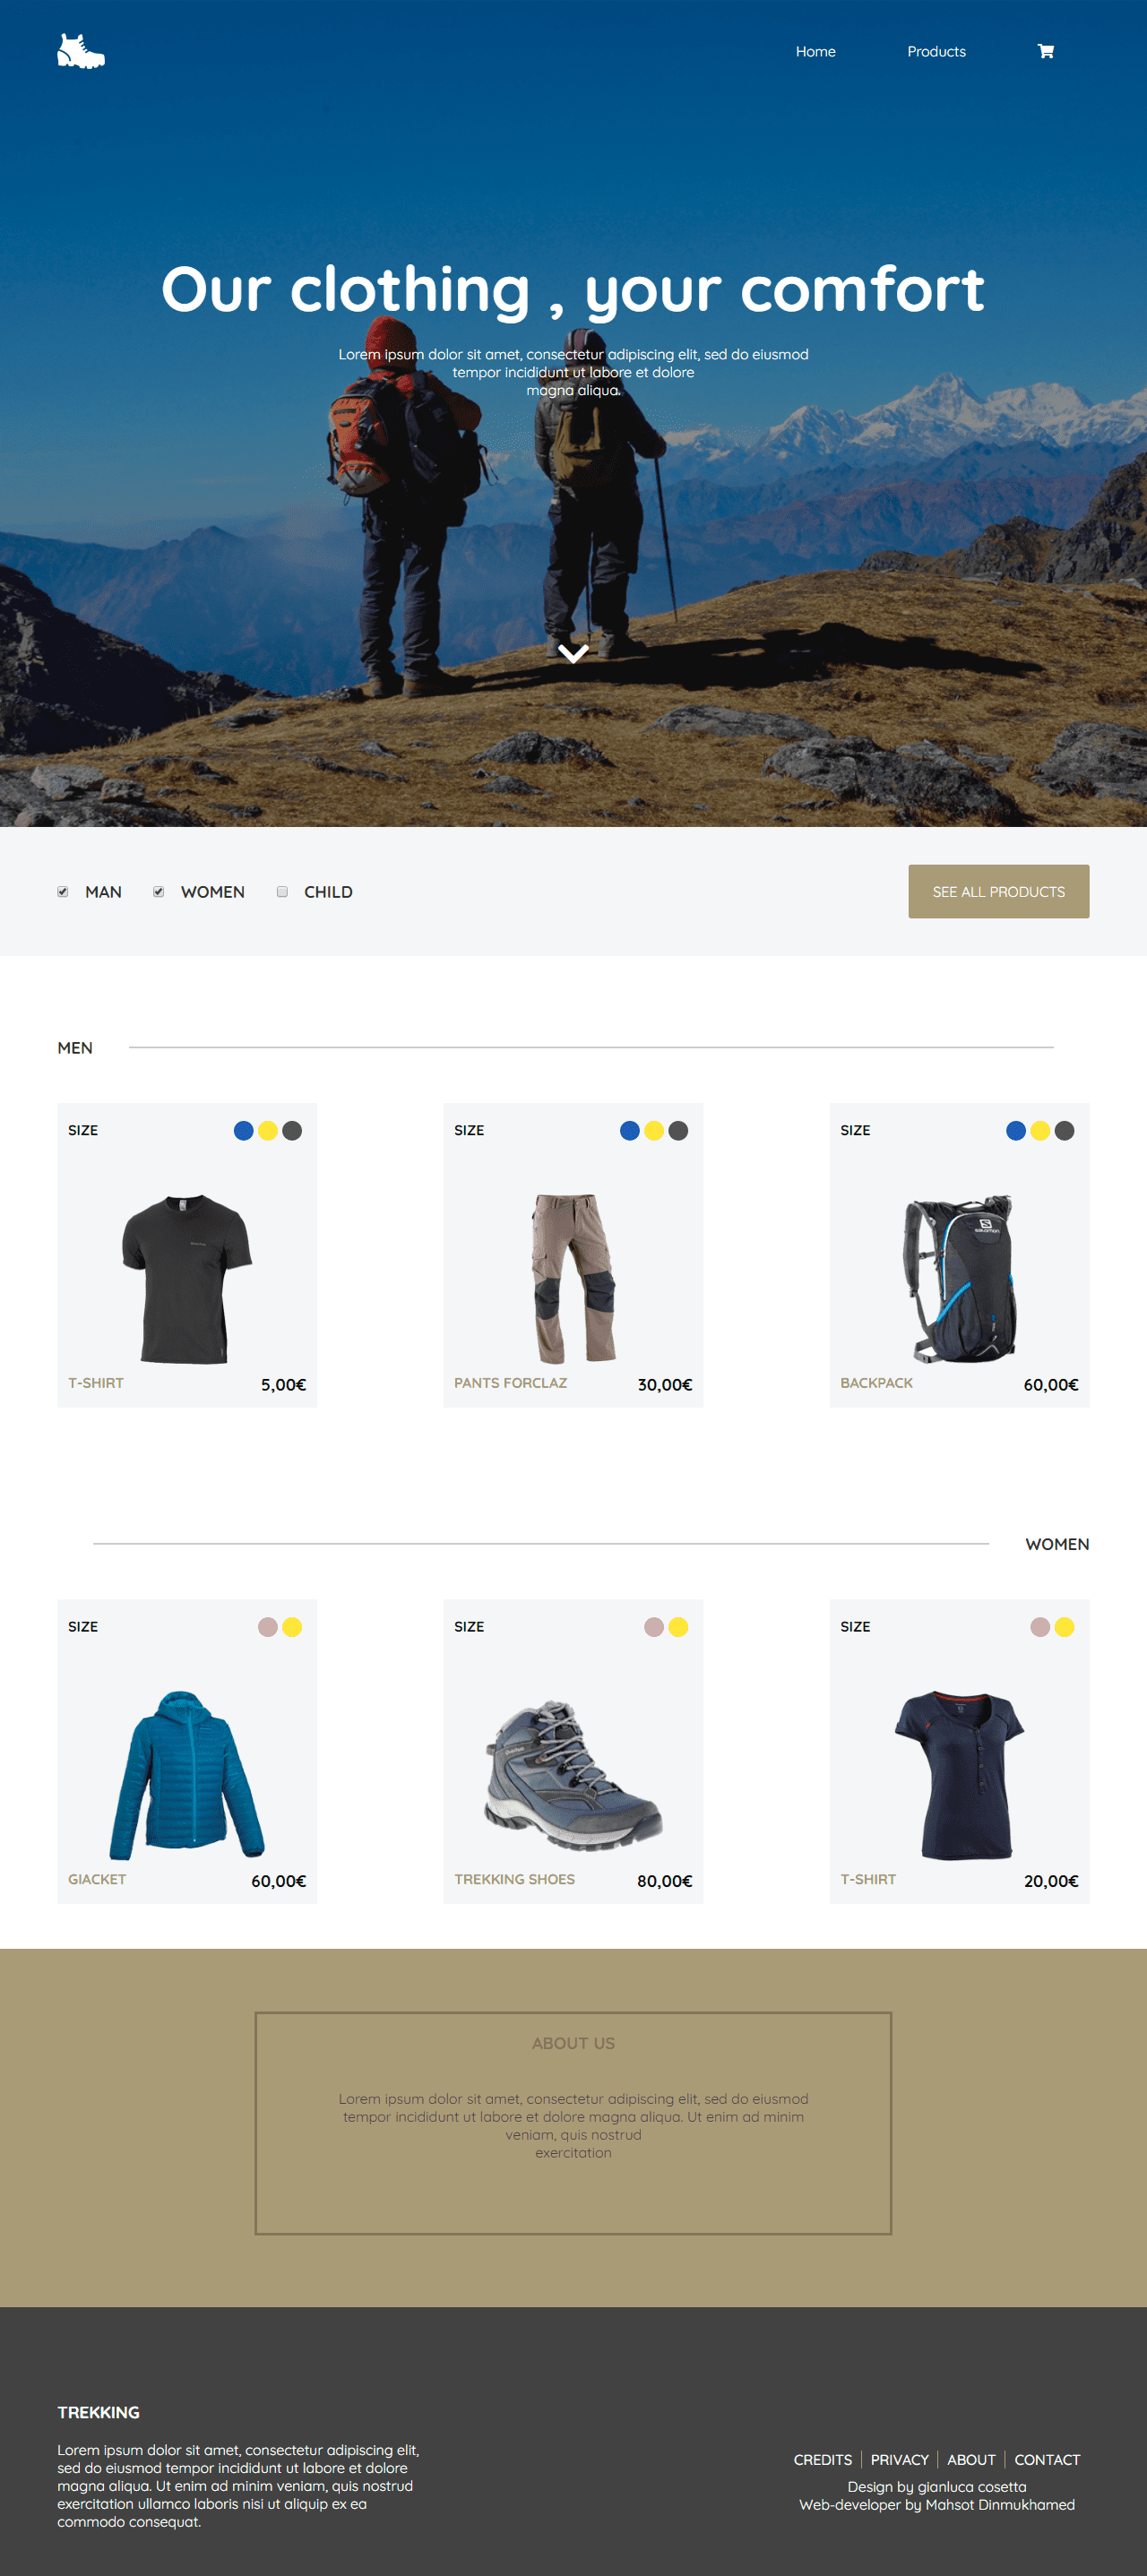 Home Products
Our clothing , your comfort
Lorem ipsum dolor sit amet, consectetur adipiscing elit, sed do eiusmod
tempor incididunt ut labore et dolore
magna aliqua.
MAN WOMEN CHILD SEE ALL PRODUCTS
MEN
SIZE SIZE SIZE
salomon
T-SHIRT 5,00€ PANTS FORCLAZ 30,00€ BACKPACK 60,00€
WOMEN
SIZE SIZE SIZE
GIACKET 60,00€ TREKKING SHOES 80,00€ T-SHIRT 20,00€
ABOUT US
Lorem ipsum dolor sit amet, consectetur adipiscing elit, sed do eiusmod
tempor incididunt ut labore et dolore magna aliqua. Ut enim ad minim
veniam, quis nostrud
exercitation
TREKKING
Lorem ipsum dolor sit amet, consectetur adipiscing elit,
sed do eiusmod tempor incididunt ut labore et dolore
magna aliqua. Ut enim ad minim veniam, quis nostrud
exercitation ullamco laboris nisi ut aliquip ex ea
commodo consequat.
CREDITS PRIVACY ABOUT CONTACT
Design by gianluca cosetta
Web-developer by Mahsot Dinmukhamed